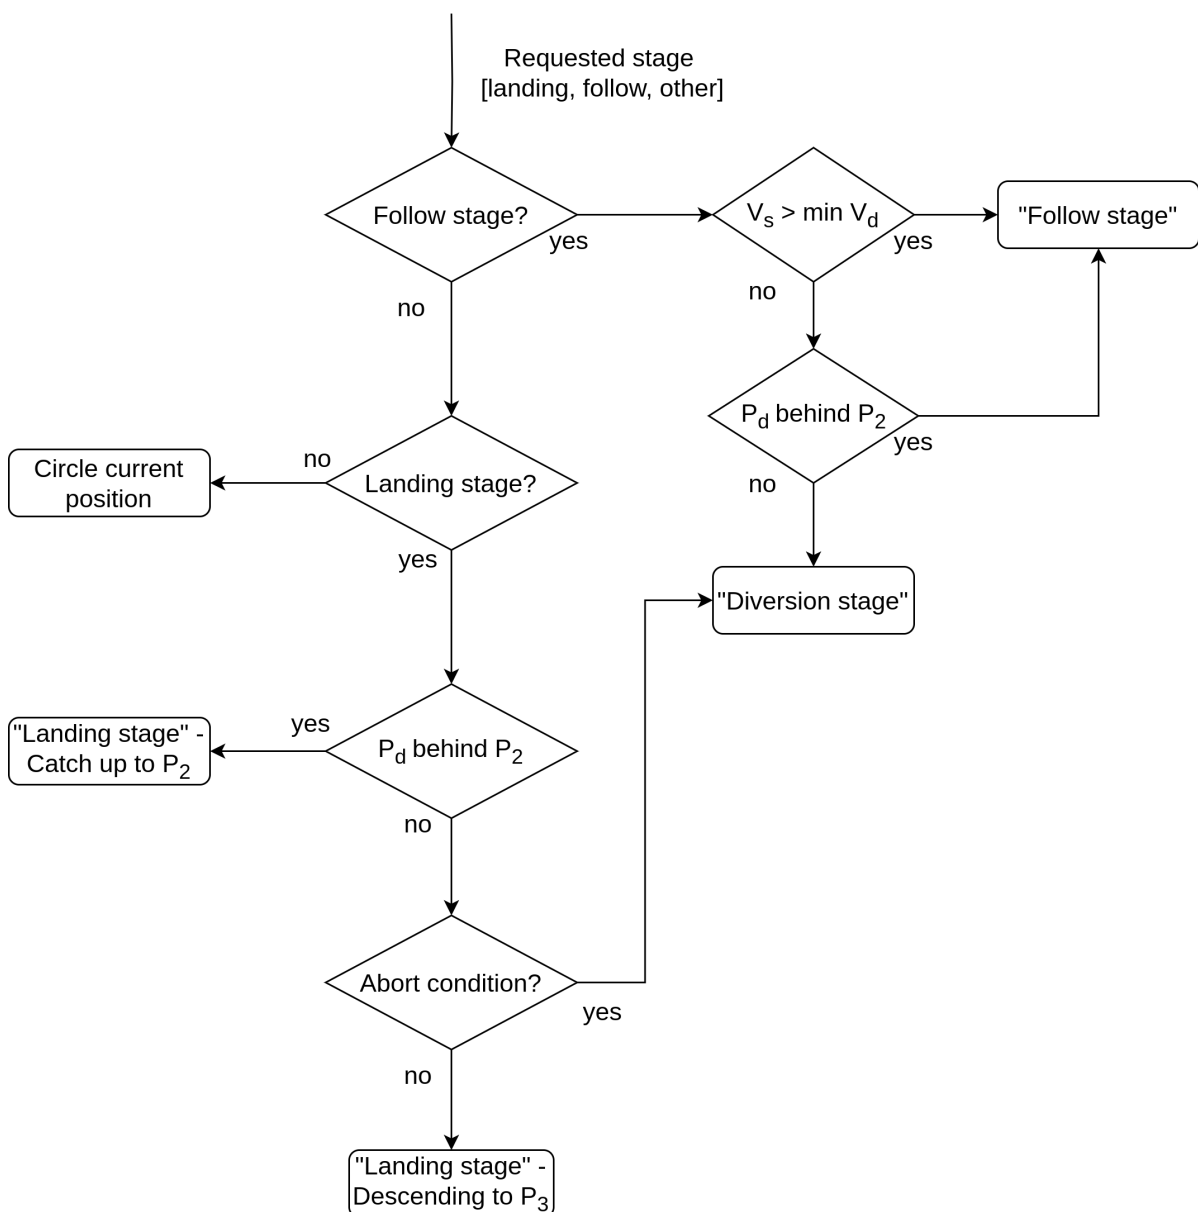 Requested stage
[landing, follow, other]
Follow stage?
yes
no
Vs > min Vd
yes
no
"Follow stage"
Pd behind P2
yes
no
Landing stage?
no
yes
Circle current
position
"Diversion stage"
Pd behind P2
yes
no
"Landing stage" -
Catch up to P2
Abort condition?
yes
no
"Landing stage" -
Descending to P3